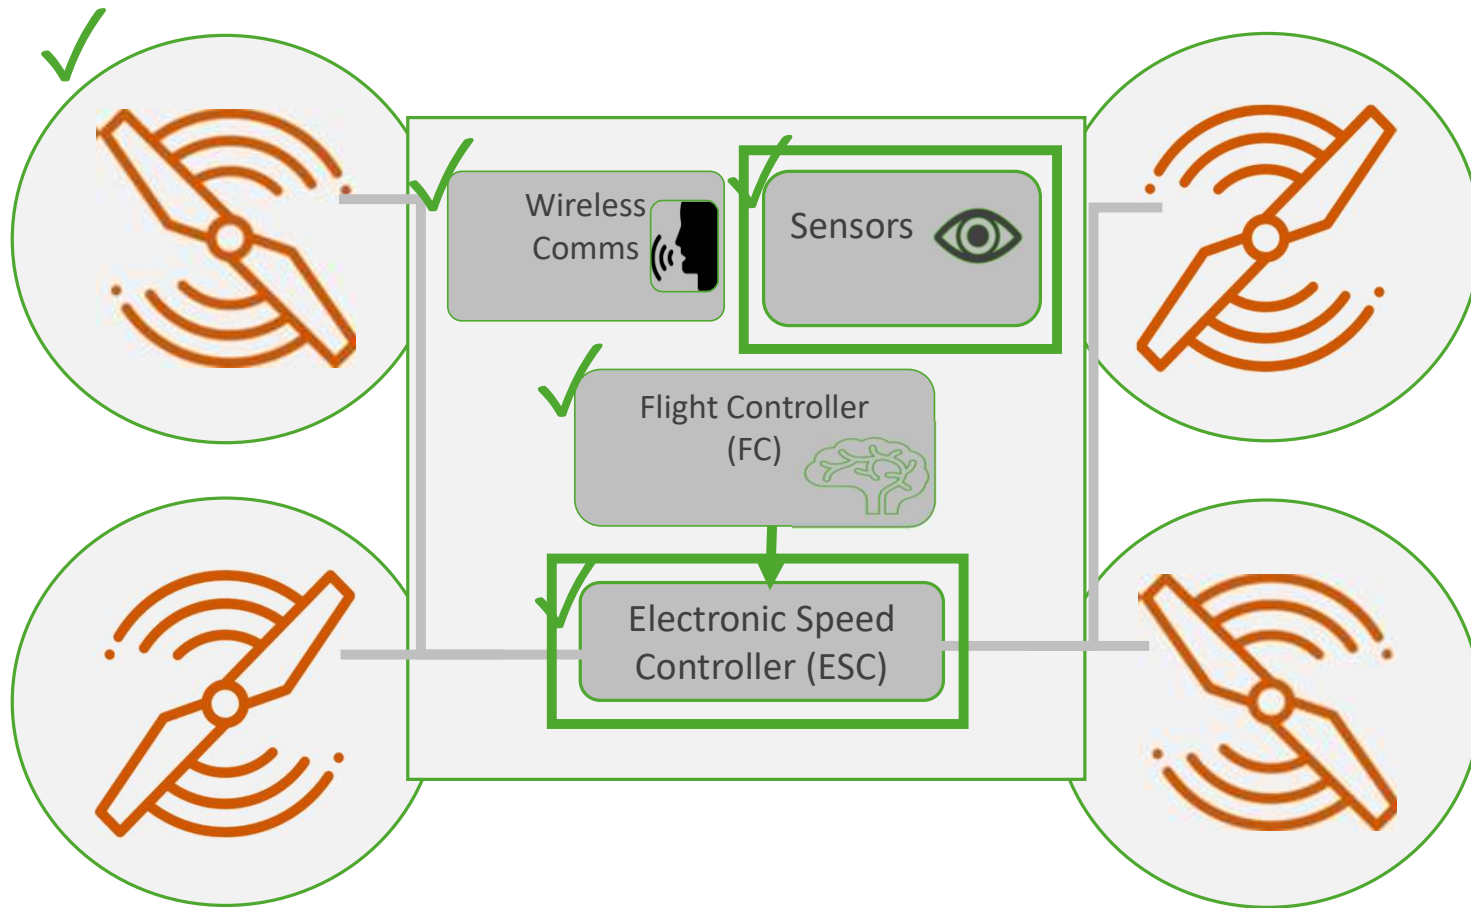 Wireless
Comms
Sensors
Flight Controller
(FC)
Electronic Speed
Controller (ESC)